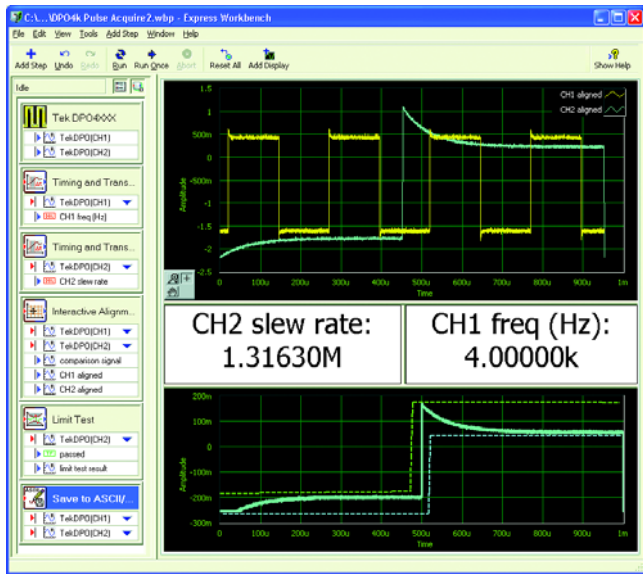 C:\...\DPO4k Pulse Acquire2.wbp - Express Workbench
File Edit View Tools Add Step Window Help
Add Step Undo Redo Run Run Once Abort Reset All Add Display Show Help
Idle
Tek DPO4XXX
TekDPO(CH1)
TekDPO(CH2)
Timing and Trans...
TekDPO(CH1)
CH1 freq (Hz)
Timing and Trans...
TekDPO(CH2)
CH2 slew rate
Interactive Alignm...
TekDPO(CH1)
TekDPO(CH2)
comparison signal
CH1 aligned
CH2 aligned
Limit Test
TekDPO(CH2)
passed
limit test result
Save to ASCII/...
TekDPO(CH1)
TekDPO(CH2)
CH1 aligned
CH2 aligned
Amplitude
1.5
1
500m
0
-500m
-1
-1.5
-2
-2.5
0 100u 200u 300u 400u 500u 600u 700u 800u 900u 1m
Time
CH2 slew rate:
1.31630M
CH1 freq (Hz):
4.00000k
Amplitude
200m
100m
0
-100m
-200m
-300m
0 100u 200u 300u 400u 500u 600u 700u 800u 900u 1m
Time